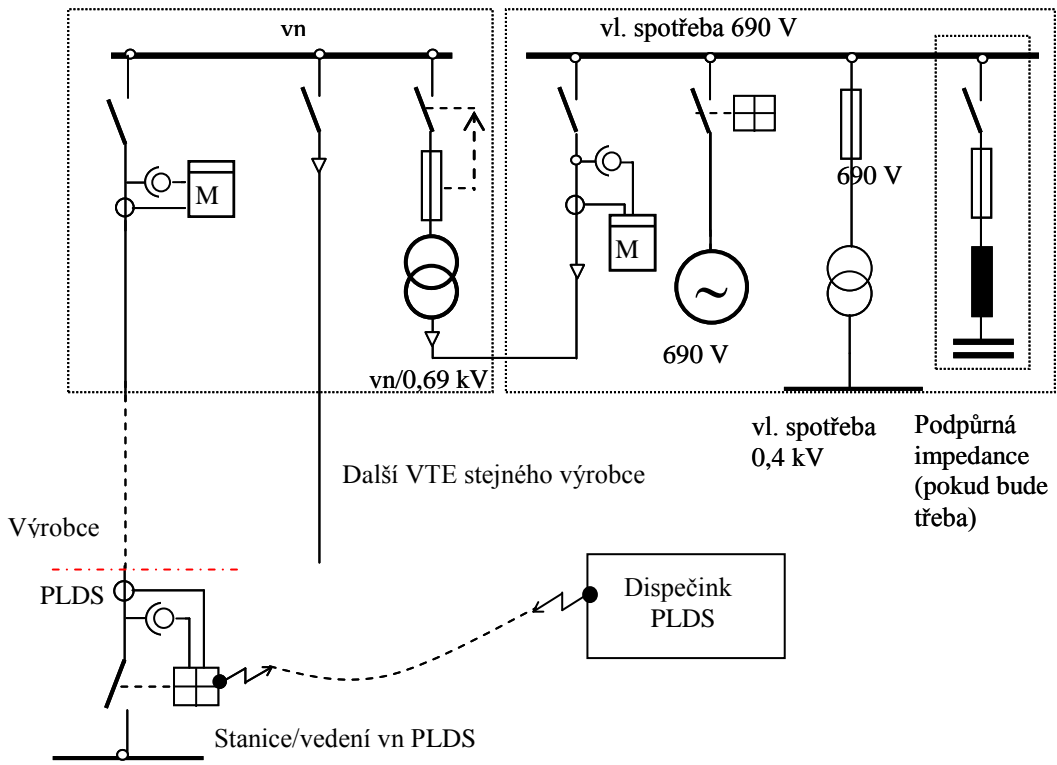 vn
vl. spotřeba 690 V
M
M
690 V
690 V
vn/0,69 kV
vl. spotřeba
0,4 kV
Podpůrná
impedance
(pokud bude
třeba)
Další VTE stejného výrobce
Výrobce
PLDS
Dispečink
PLDS
Stanice/vedení vn PLDS